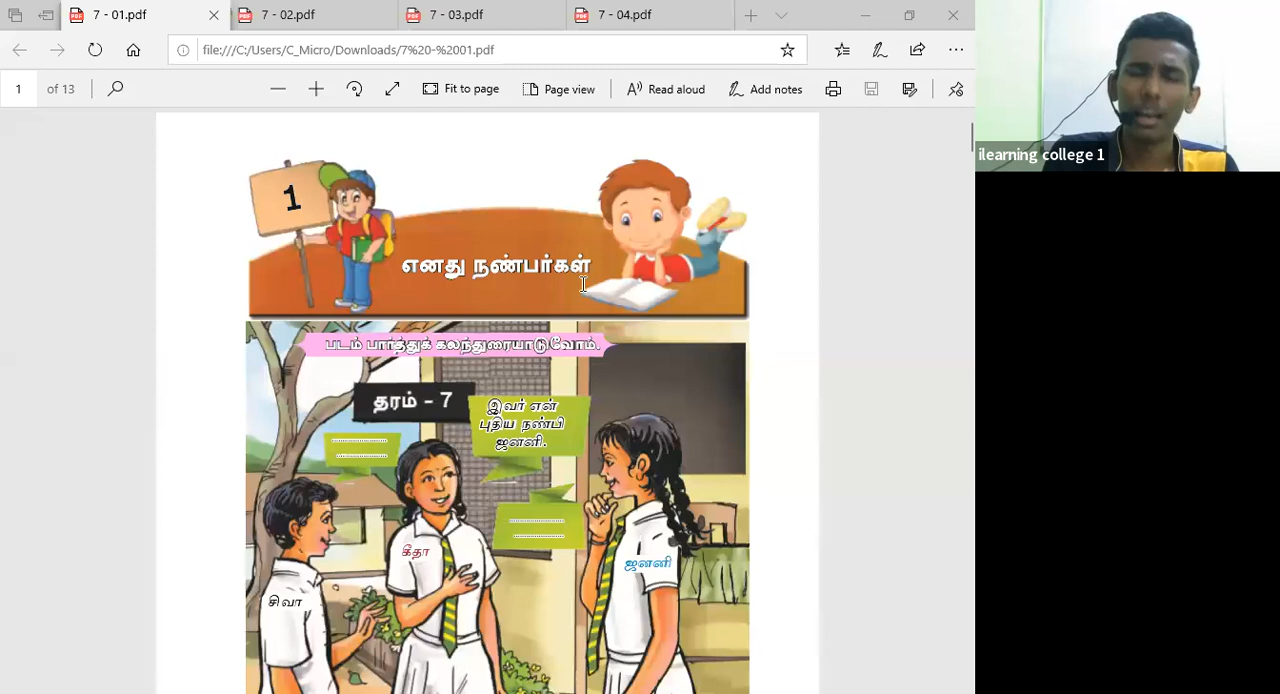 7 - 01.pdf
7 - 02.pdf
7 - 03.pdf
7 - 04.pdf
file:///C:/Users/C_Micro/Downloads/7%20-%2001.pdf
1 of 13
Fit to page
Page view
Read aloud
Add notes
ilearning college 1
1
எனது நண்பர்கள்
படம் பார்த்துக் கலந்துரையாடுவோம்.
தரம் - 7
இவர் என்
புதிய நண்பி
ஜனனி.
கீதா
ஜனனி
சிவா